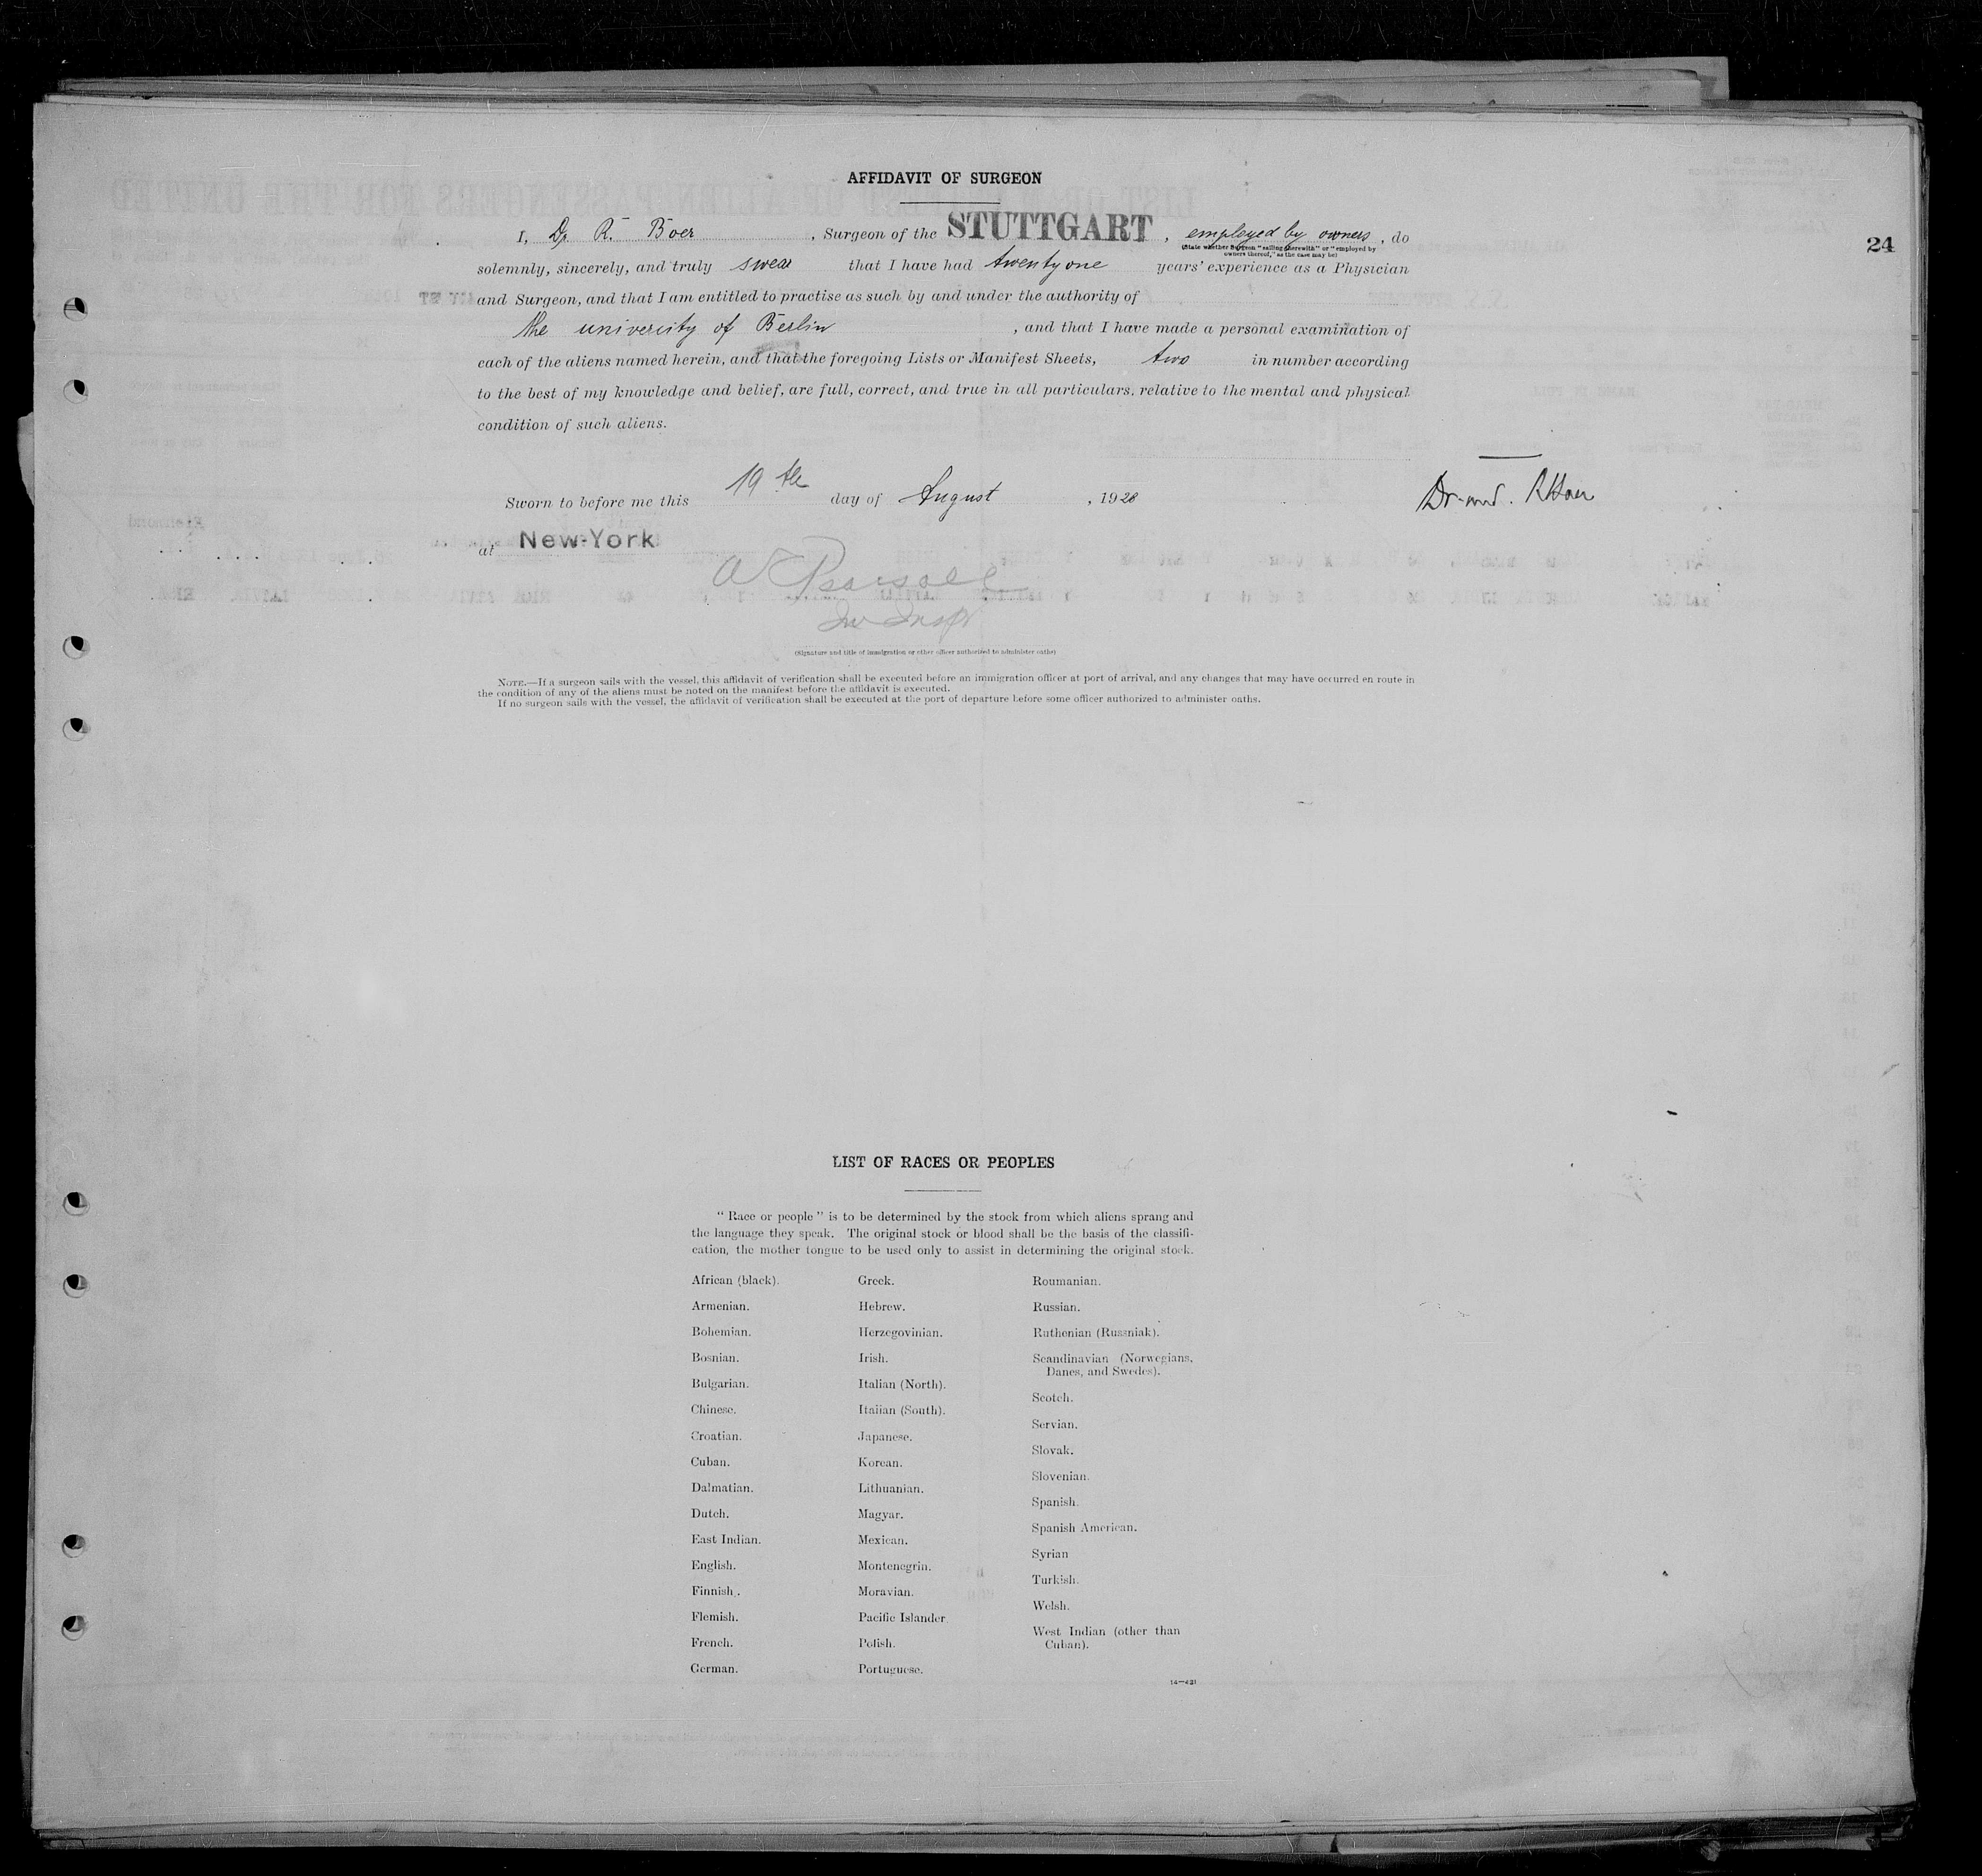 AFFIDAVIT OF SURGEON
24
I, Dr R. Boer , Surgeon of the STUTTGART , employed by owners , do
(State whether Surgeon "sailing therewith" or "employed by
owners thereof," as the case may be)
solemnly, sincerely, and truly swear that I have had twenty one years' experience as a Physician
and Surgeon, and that I am entitled to practise as such by and under the authority of
the univercity of Berlin , and that I have made a personal examination of
each of the aliens named herein, and that the foregoing Lists or Manifest Sheets, two in number according
to the best of my knowledge and belief, are full, correct, and true in all particulars, relative to the mental and physical
condition of such aliens.
Dr. med. RBoer
Sworn to before me this 19th day of August , 1928
at New-York
W Pearsall
Im Insp
(Signature and title of immigration or other officer authorized to administer oaths)
NOTE.—If a surgeon sails with the vessel, this affidavit of verification shall be executed before an immigration officer at port of arrival, and any changes that may have occurred en route in
the condition of any of the aliens must be noted on the manifest before the affidavit is executed.
If no surgeon sails with the vessel, the affidavit of verification shall be executed at the port of departure before some officer authorized to administer oaths.
LIST OF RACES OR PEOPLES
"Race or people" is to be determined by the stock from which aliens sprang and
the language they speak. The original stock or blood shall be the basis of the classifi-
cation, the mother tongue to be used only to assist in determining the original stock.
African (black).
Armenian.
Bohemian.
Bosnian.
Bulgarian.
Chinese.
Croatian.
Cuban.
Dalmatian.
Dutch.
East Indian.
English.
Finnish.
Flemish.
French.
German.
Greek.
Hebrew.
Herzegovinian.
Irish.
Italian (North).
Italian (South).
Japanese.
Korean.
Lithuanian.
Magyar.
Mexican.
Montenegrin.
Moravian.
Pacific Islander.
Polish.
Portuguese.
Roumanian.
Russian.
Ruthenian (Russniak).
Scandinavian (Norwegians,
Danes, and Swedes).
Scotch.
Servian.
Slovak.
Slovenian.
Spanish.
Spanish American.
Syrian
Turkish.
Welsh.
West Indian (other than
Cuban).
14—421